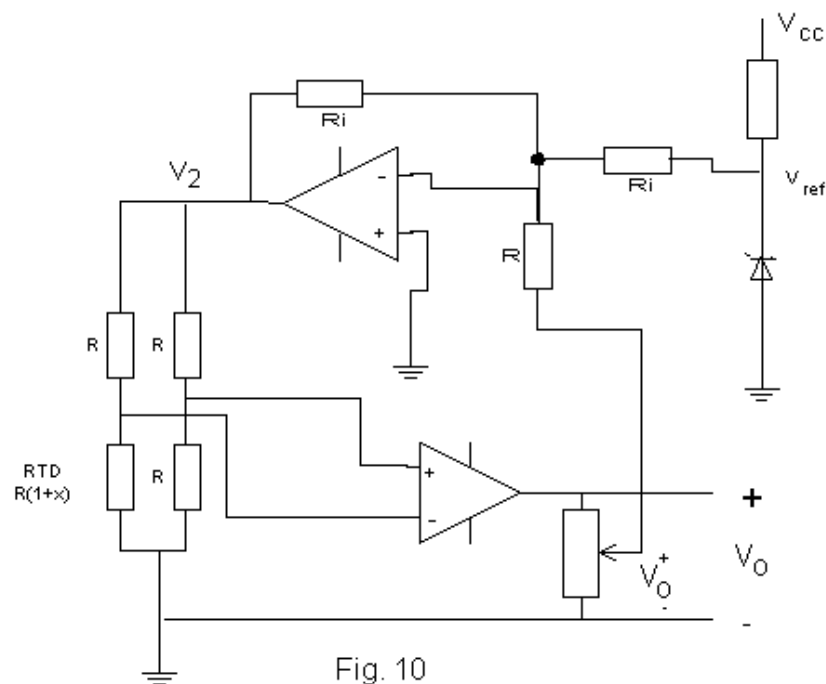 Vcc
Ri
V2
Ri
Vref
-
+
R
R
R
RTD
R(1+x)
R
+
-
+
VO+
-
VO
-
Fig. 10